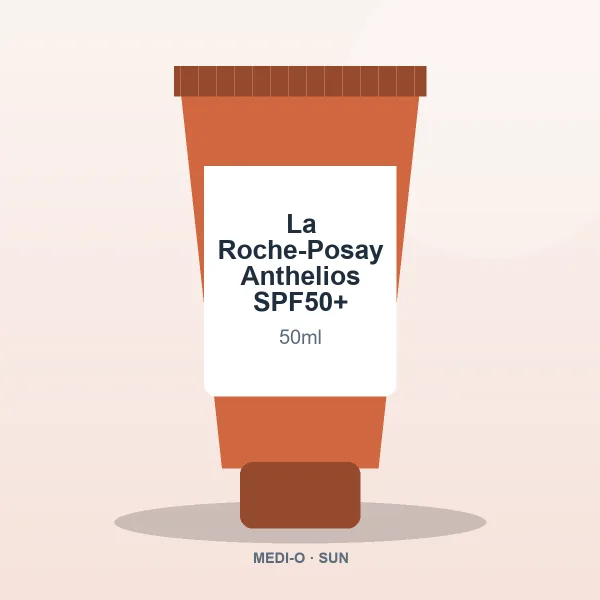 La
Roche-Posay
Anthelios
SPF50+
50ml
MEDI-O · SUN